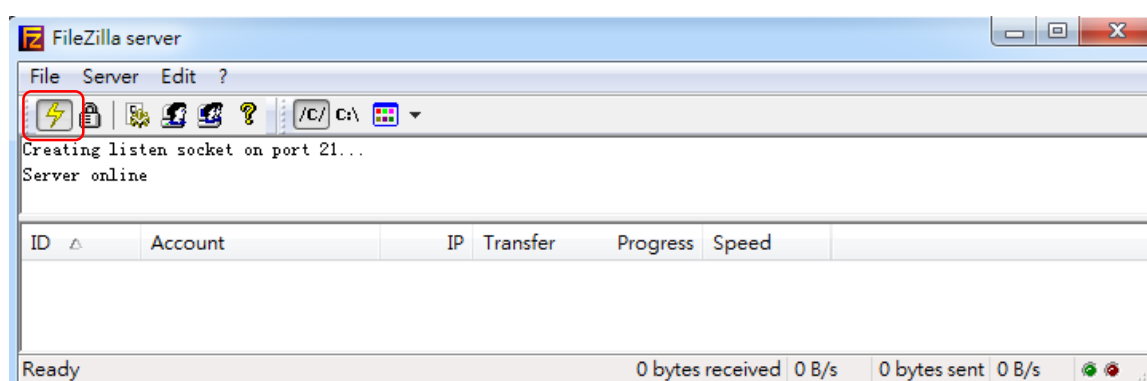 FileZilla server
File Server Edit ?
/C/ C:\
Creating listen socket on port 21...
Server online
ID Account IP Transfer Progress Speed
Ready 0 bytes received 0 B/s 0 bytes sent 0 B/s